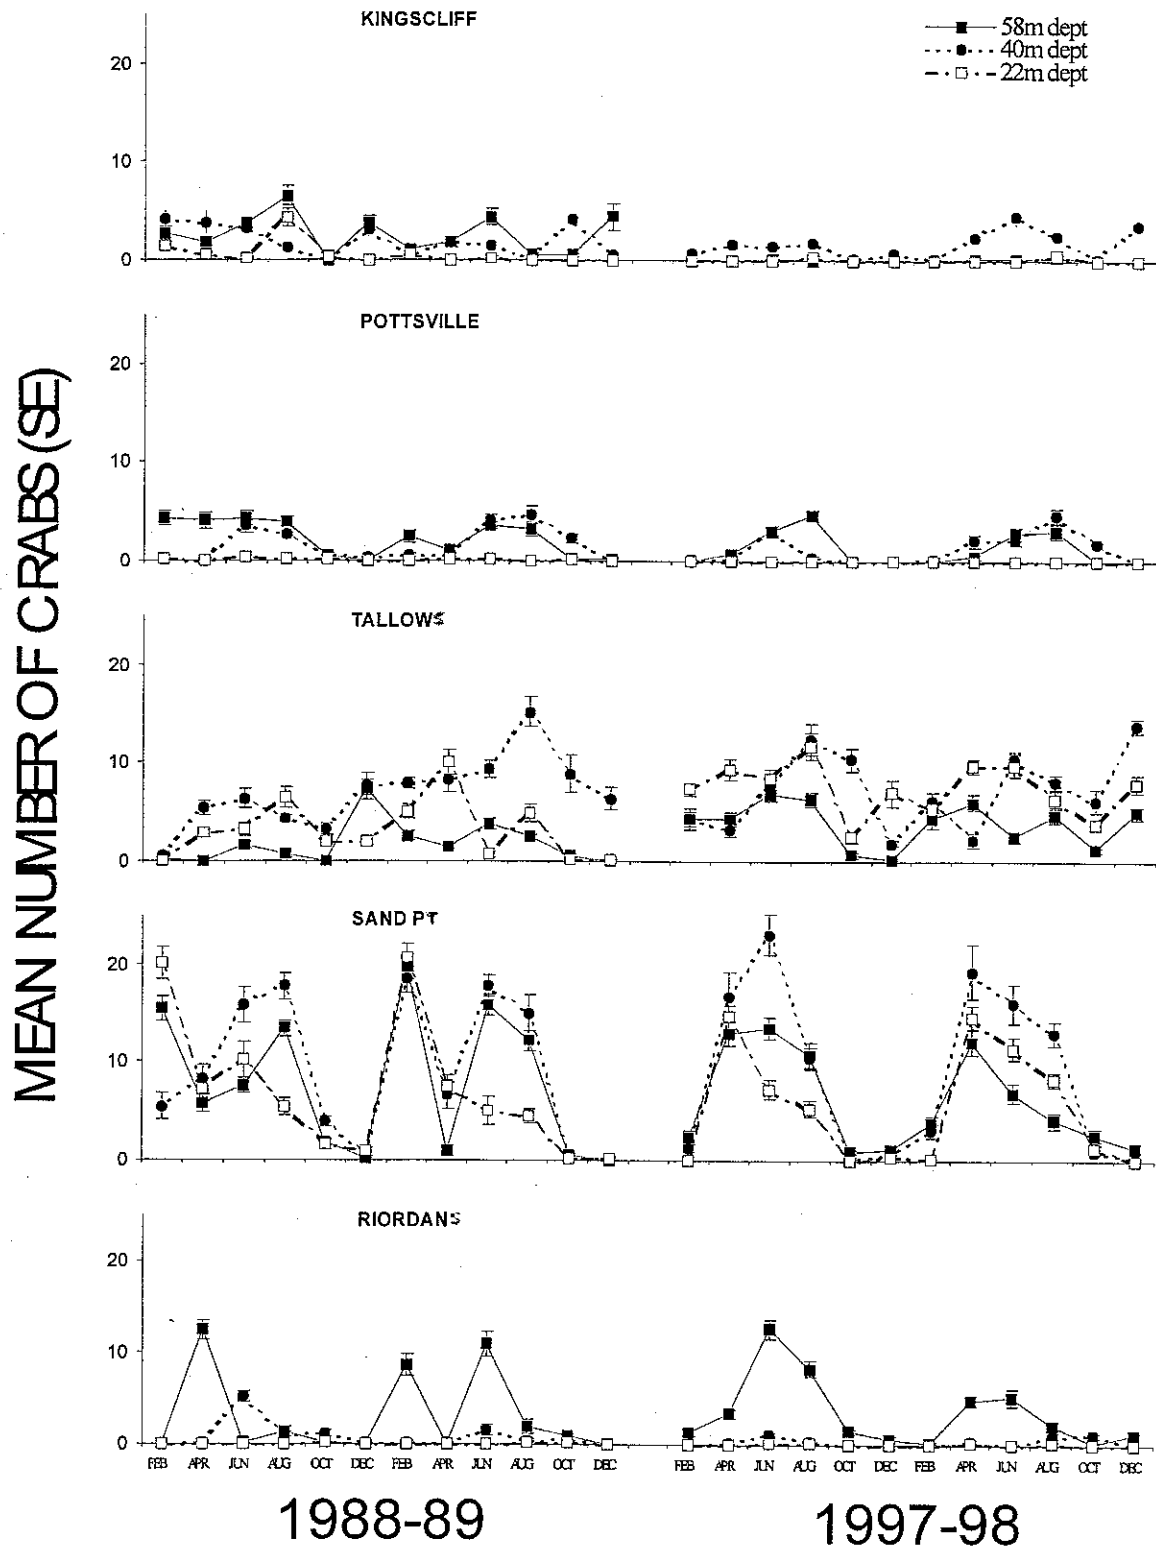 KINGSCLIFF
58m dept
40m dept
22m dept
20
10
0
POTTSVILLE
20
10
0
TALLOWS
20
10
0
SAND PT
20
10
0
RIORDANS
20
10
0
FEB APR JUN AUG OCT DEC FEB APR JUN AUG OCT DEC FEB APR JUN AUG OCT DEC FEB APR JUN AUG OCT DEC
1988-89 1997-98
MEAN NUMBER OF CRABS (SE)